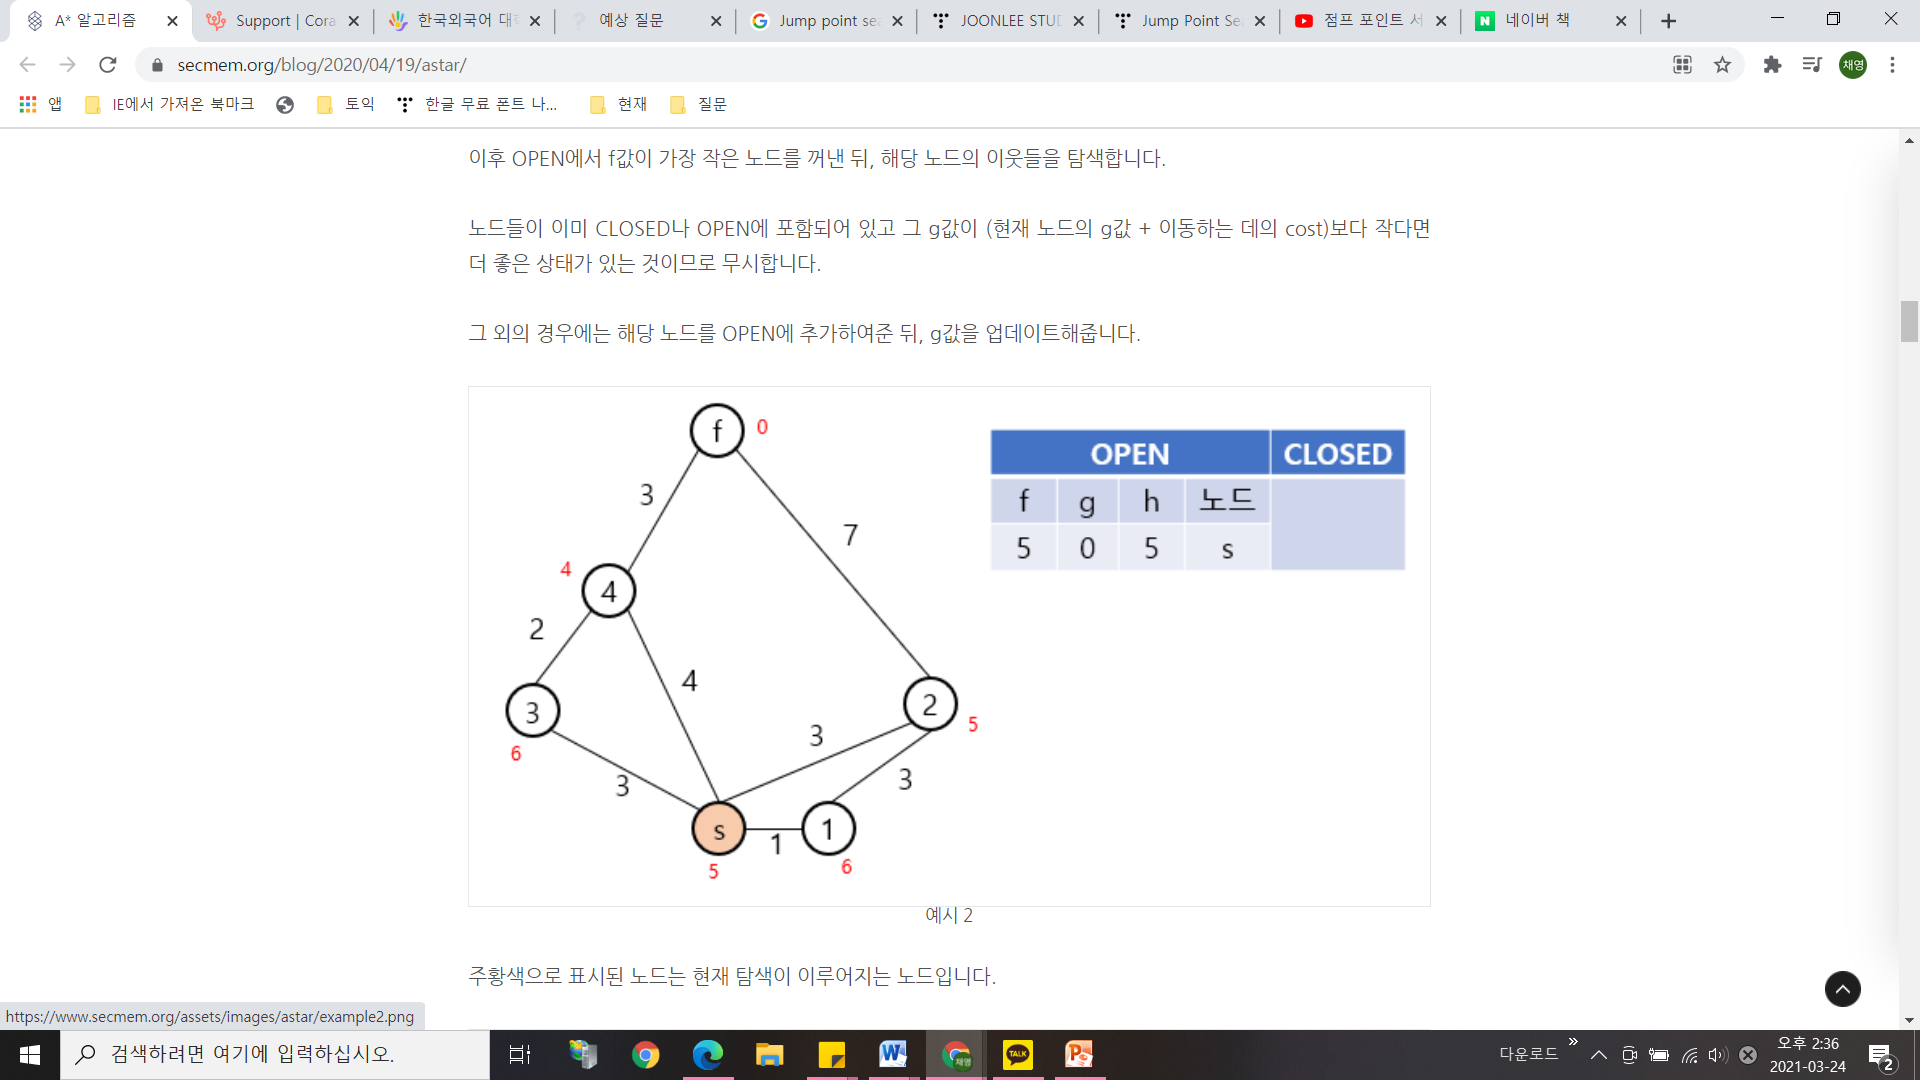 A* 알고리즘
Support | Cora
한국외국어 대학
예상 질문
Jump point sea
JOONLEE STUD
Jump Point Se
점프 포인트 서
네이버 책
secmem.org/blog/2020/04/19/astar/
채영
앱
IE에서 가져온 북마크
토익
한글 무료 폰트 나...
현재
질문
이후 OPEN에서 f값이 가장 작은 노드를 꺼낸 뒤, 해당 노드의 이웃들을 탐색합니다.
노드들이 이미 CLOSED나 OPEN에 포함되어 있고 그 g값이 (현재 노드의 g값 + 이동하는 데의 cost)보다 작다면
더 좋은 상태가 있는 것이므로 무시합니다.
그 외의 경우에는 해당 노드를 OPEN에 추가하여준 뒤, g값을 업데이트해줍니다.
f 0
OPEN CLOSED
3
f g h 노드
7
5 0 5 s
4
4
2
4
3
2
5
3
6
3
3
s
1
1
5
6
예시 2
주황색으로 표시된 노드는 현재 탐색이 이루어지는 노드입니다.
https://www.secmem.org/assets/images/astar/example2.png
검색하려면 여기에 입력하십시오.
TALK
채영
다운로드
오후 2:36
2021-03-24
2